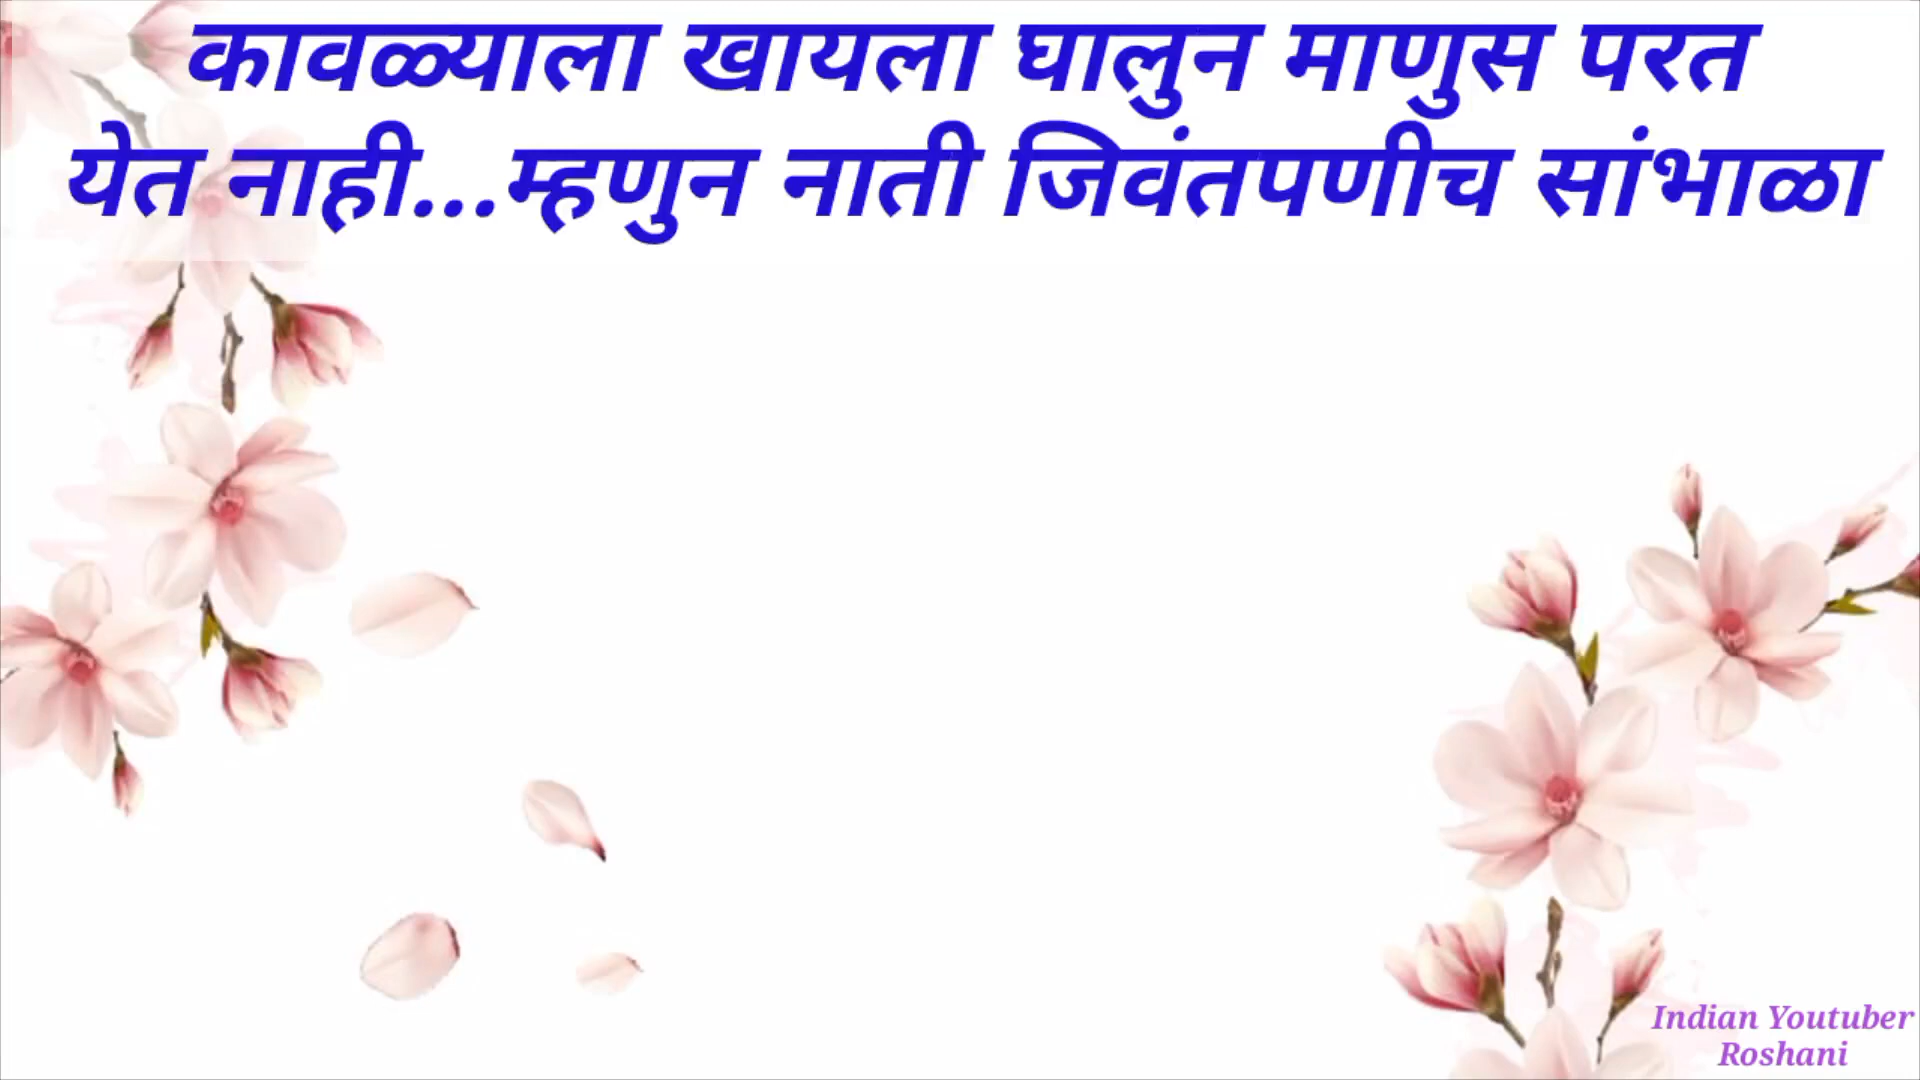 कावळ्याला खायला घालुन माणुस परत
येत नाही...म्हणुन नाती जिवंतपणीच सांभाळा
Indian Youtuber
Roshani